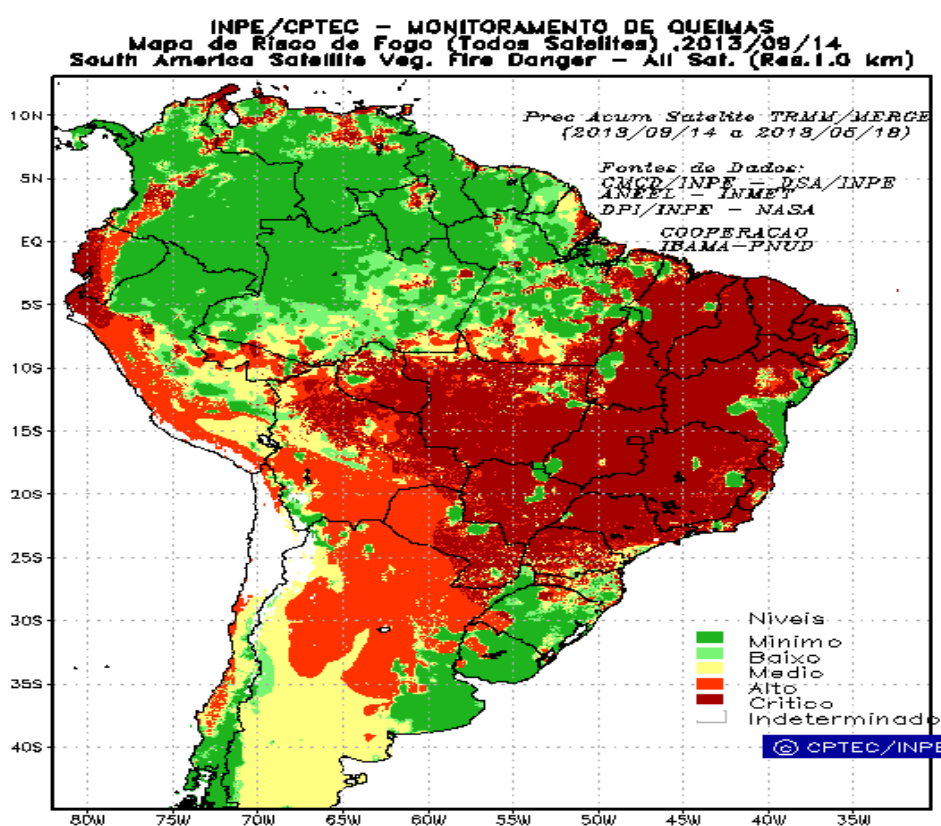 INPE/CPTEC - MONITORAMENTO DE QUEIMAS
Mapa de Risco de Fogo (Todos Satelites) ,2013/09/14
South America Satellite Veg. Fire Danger - All Sat. (Res.1.0 km)
Prec Acum Satelite TRMM/MERGE
(2013/09/14 a 2013/05/18)
Fontes de Dados:
CMCD/INPE - DSA/INPE
ANEEL - INMET
DPI/INPE - NASA
COOPERACAO
IBAMA-PNUD
10N
5N
EQ
5S
10S
15S
20S
25S
30S
35S
40S
Niveis
Minimo
Baixo
Medio
Alto
Critico
Indeterminado
© CPTEC/INPE
80W 75W 70W 65W 60W 55W 50W 45W 40W 35W